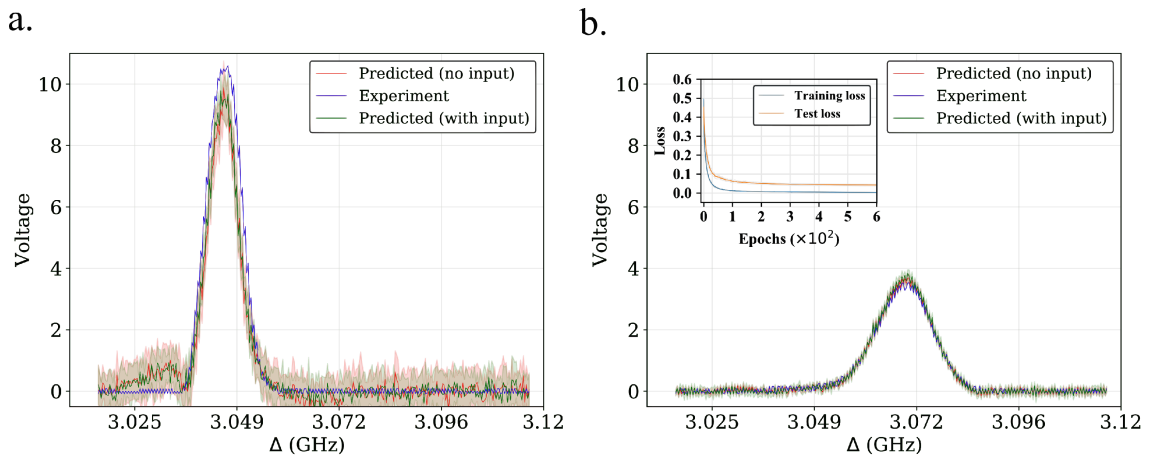 a.
10
8
6
4
2
0
Voltage
Predicted (no input)
Experiment
Predicted (with input)
3.025
3.049
3.072
3.096
3.12
Δ (GHz)
b.
10
8
6
4
2
0
Voltage
Predicted (no input)
Experiment
Predicted (with input)
0.6
0.5
0.4
0.3
0.2
0.1
0.0
Loss
Training loss
Test loss
0 1 2 3 4 5 6
Epochs (×10²)
3.025
3.049
3.072
3.096
3.12
Δ (GHz)